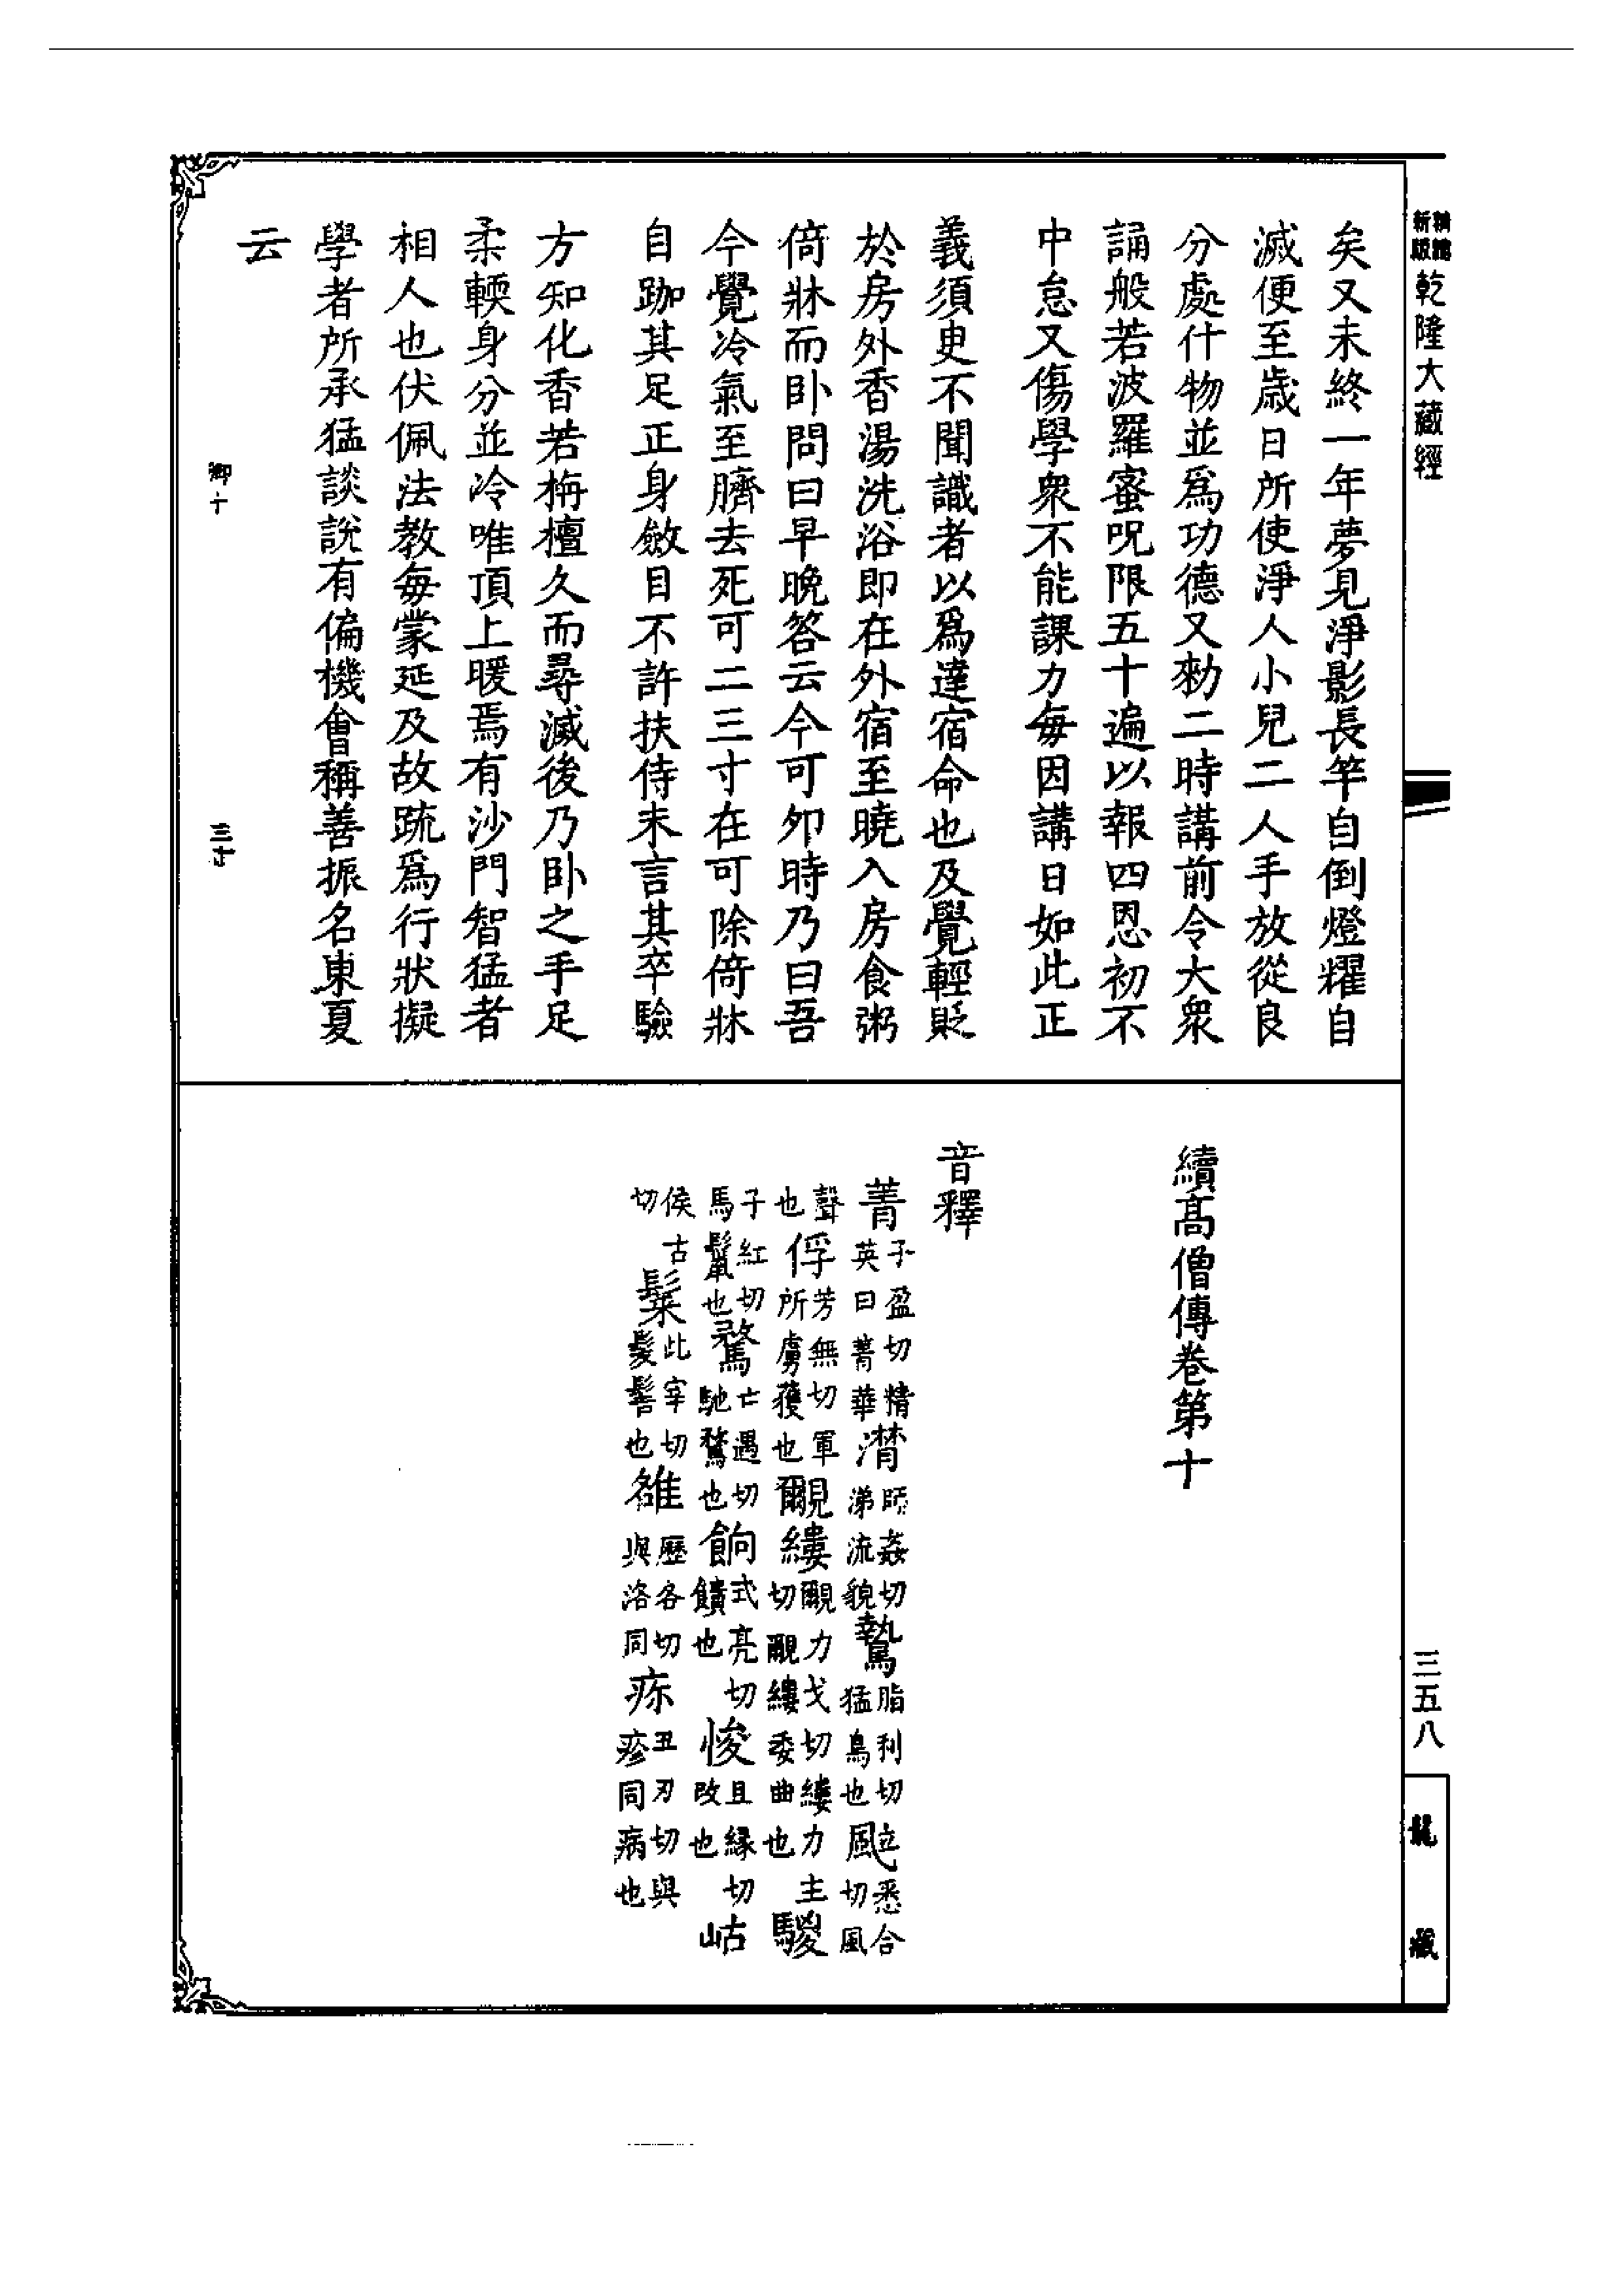 乾隆大藏經
三五八
龍藏
矣又未終一年夢見淨影長竿自倒燈耀自
滅便至歲日所使淨人小兒二人手放從良
分處什物並爲功德又勑二時講前令大衆
誦般若波羅蜜呪限五十遍以報四恩初不
中怠又傷學衆不能課力每因講日如此正
義須臾不聞識者以爲達宿命也及覺輕貶
於房外香湯洗浴即在外宿至曉入房食粥
倚牀而卧問曰早晚答云今可夘時乃曰吾
今覺冷氣至臍去死可二三寸在可除倚牀
自跏其足正身斂目不許扶侍未言其卒驗
方知化香若栴檀久而尋滅後乃卧之手足
柔輭身分並冷唯頂上暖焉有沙門智猛者
相人也伏佩法教每蒙延及故疏爲行狀擬
學者所承猛談說有偏機會稱善振名東夏
云
卿十
三十
續高僧傳卷第十
音釋
菁子盈切精英曰菁華潸師姦切涕流貌鷙脂利切猛鳥也颯悉合切颯風
聲也俘芳無切軍所虜獲也覼縷覼力戈切縷力主切覼縷委曲也騣
子紅切馬鬣也騖亡遇切馳騖也餉式亮切饋也悛且緣切改也岵
侯古切髳此宰切髮髻也雒歷各切與洛同疢丑刃切與疹同病也